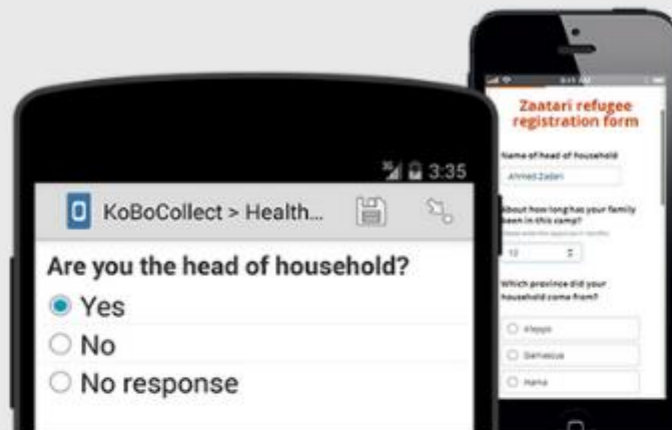 3:35
KoBoCollect > Health...
Are you the head of household?
Yes
No
No response
Zaatari refugee
registration form
Name of head of household
Ahmed Zadari
About how long has your family
been in this camp?
12
Which province did your
household come from?
Aleppo
Damascus
Hama